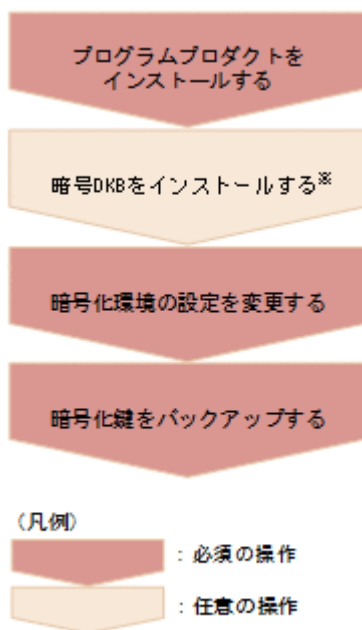 プログラムプロダクトを
インストールする
暗号DKBをインストールする※
暗号化環境の設定を変更する
暗号化鍵をバックアップする
(凡例)
：必須の操作
：任意の操作